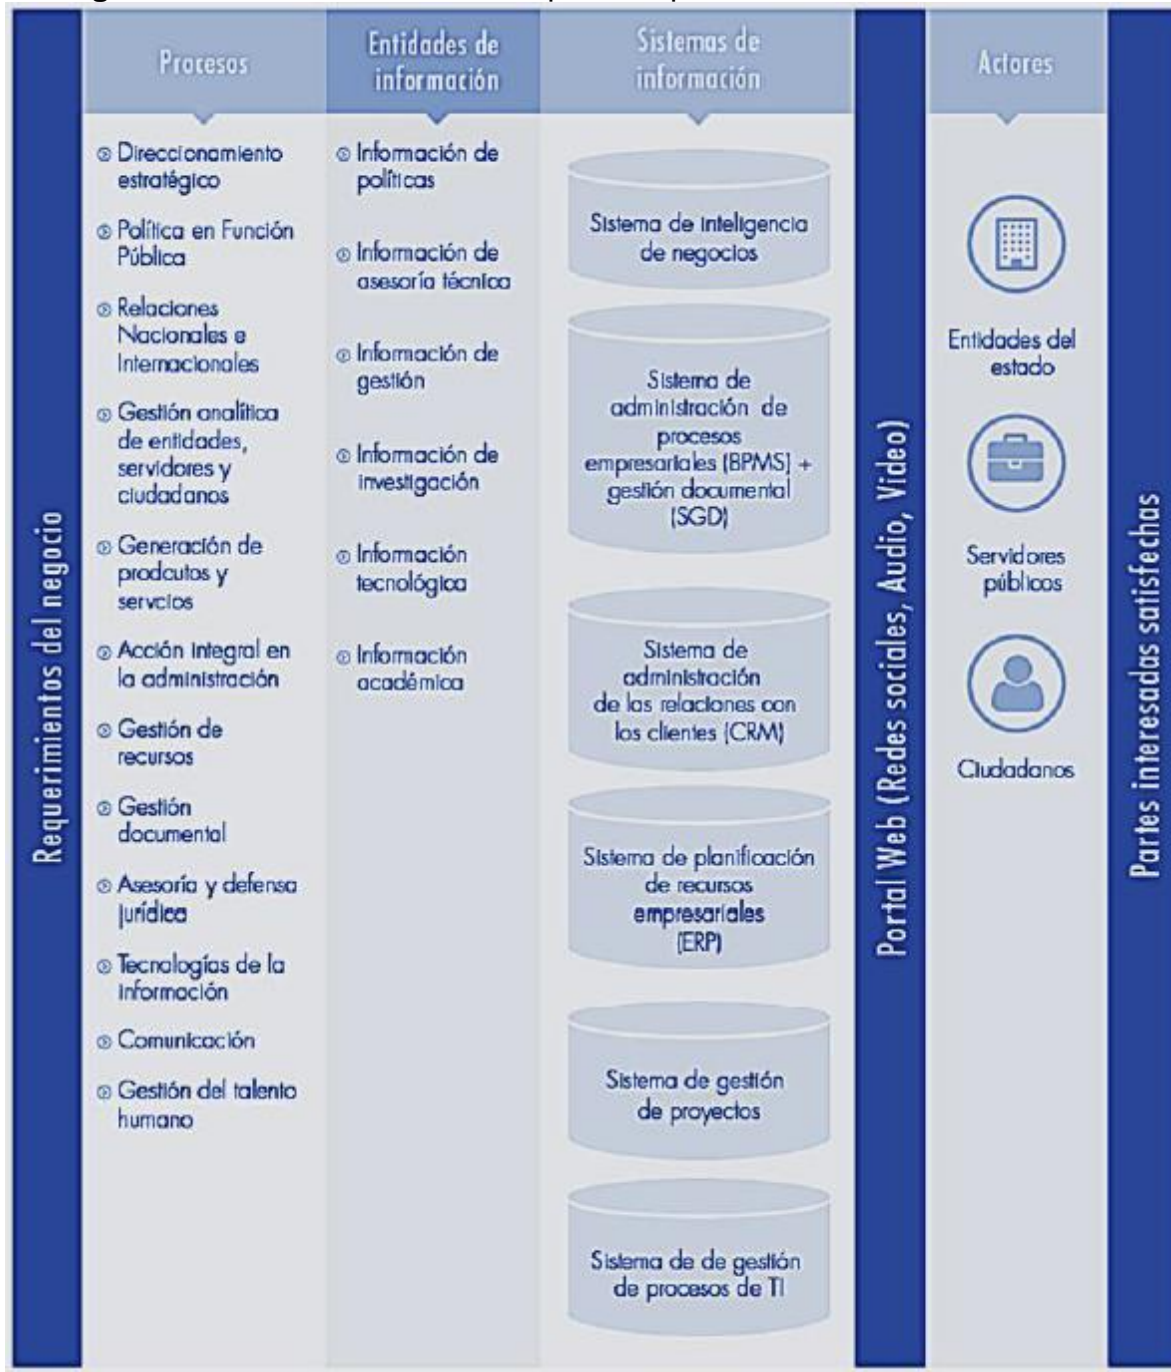 Requerimientos del negocio
Procesos
Direccionamiento
estratégico
Política en Función
Pública
Relaciones
Nacionales e
Internacionales
Gestión analítica
de entidades,
servidores y
ciudadanos
Generación de
prodcutos y
servcios
Acción integral en
la administración
Gestión de
recursos
Gestión
documental
Asesoría y defensa
jurídica
Tecnologías de la
información
Comunicación
Gestión del talento
humano
Entidades de
información
Información de
políticas
Información de
asesoría técnica
Información de
gestión
Información de
investigación
Información
tecnológica
Información
académica
Sistemas de
información
Sistema de inteligencia
de negocios
Sistema de
administración de
procesos
empresariales (BPMS) +
gestión documental
(SGD)
Sistema de
administración
de las relaciones con
los clientes (CRM)
Sistema de planificación
de recursos
empresariales
(ERP)
Sistema de gestión
de proyectos
Sistema de de gestión
de procesos de TI
Portal Web (Redes sociales, Audio, Video)
Actores
Entidades del
estado
Servidores
públicos
Ciudadanos
Partes interesadas satisfechas